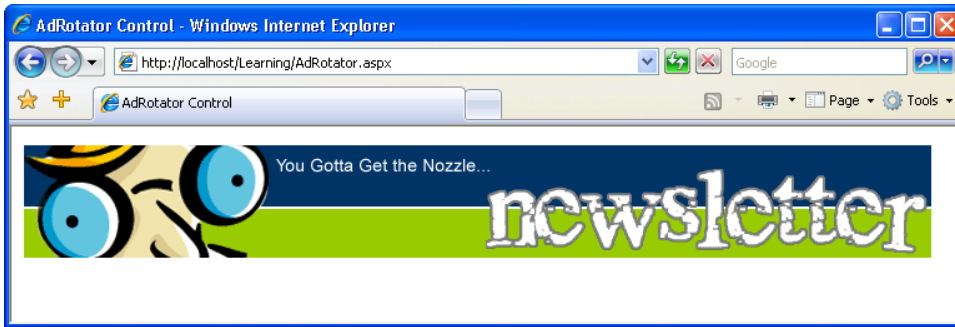 AdRotator Control - Windows Internet Explorer
http://localhost/Learning/AdRotator.aspx
Google
AdRotator Control
Page
Tools
You Gotta Get the Nozzle...
newsletter